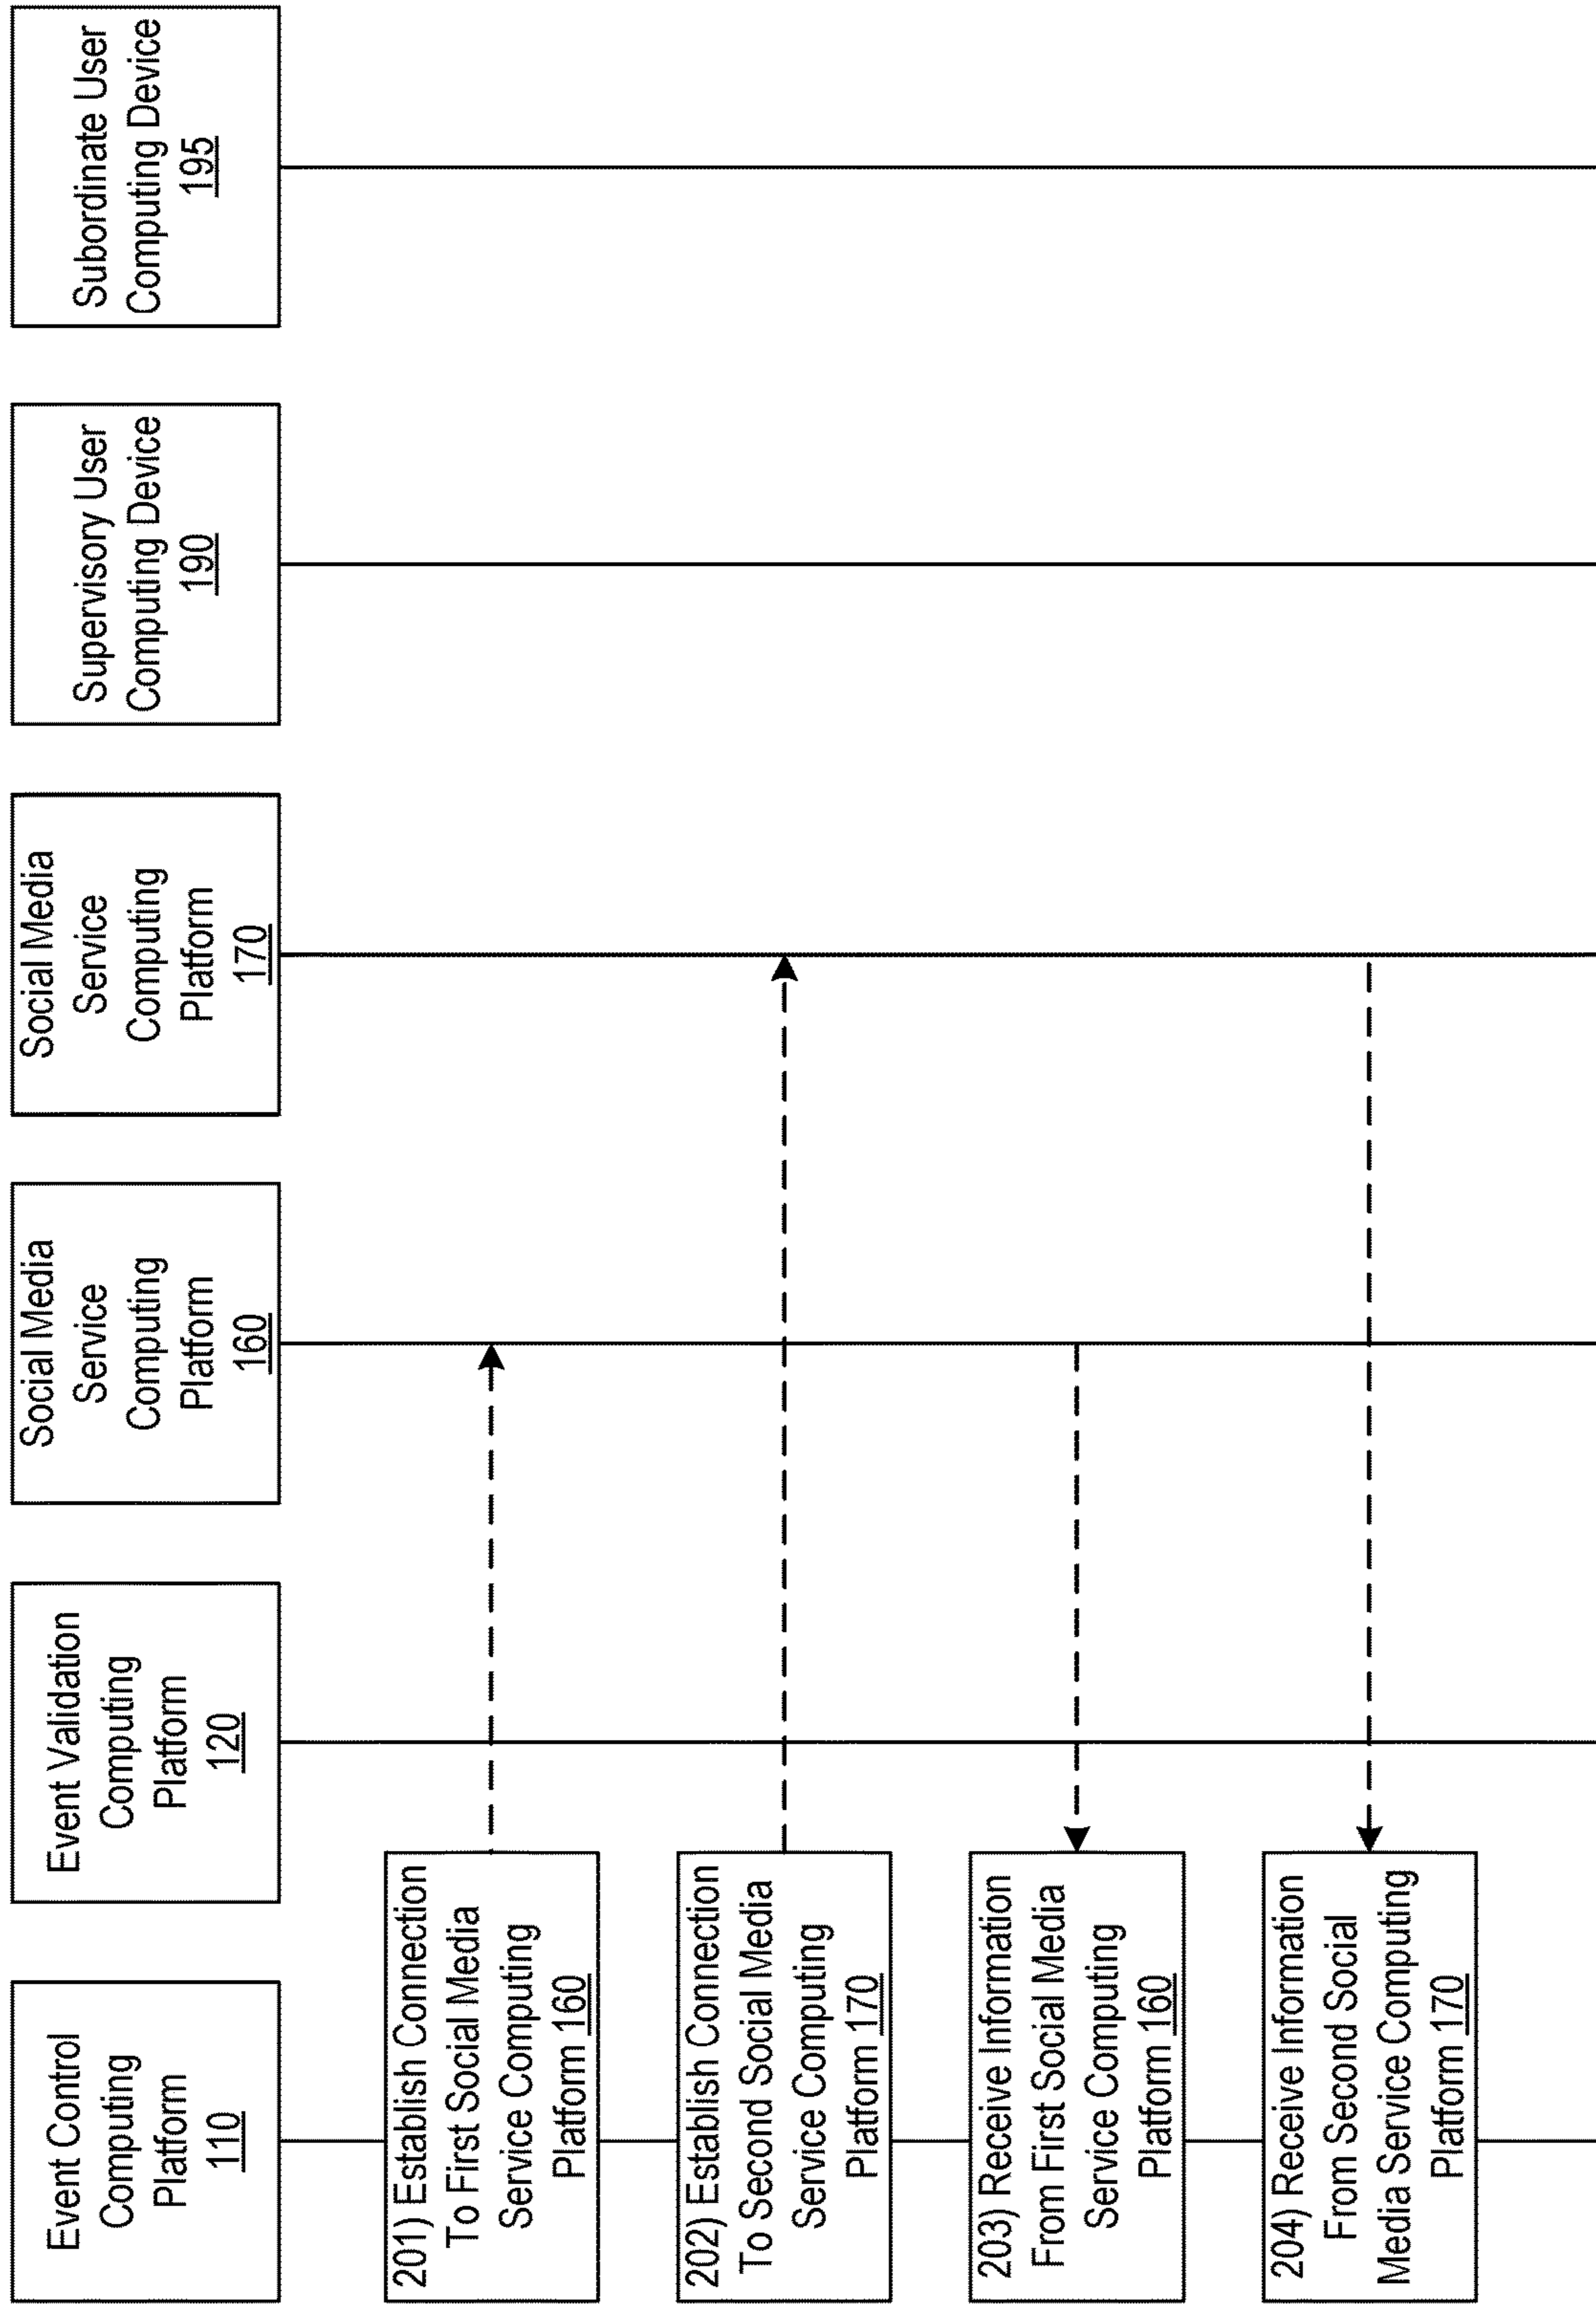 Event Control
Computing
Platform
110
Event Validation
Computing
Platform
120
Social Media
Service
Computing
Platform
160
Social Media
Service
Computing
Platform
170
Supervisory User
Computing Device
190
Subordinate User
Computing Device
195
201) Establish Connection
To First Social Media
Service Computing
Platform 160
202) Establish Connection
To Second Social Media
Service Computing
Platform 170
203) Receive Information
From First Social Media
Service Computing
Platform 160
204) Receive Information
From Second Social
Media Service Computing
Platform 170